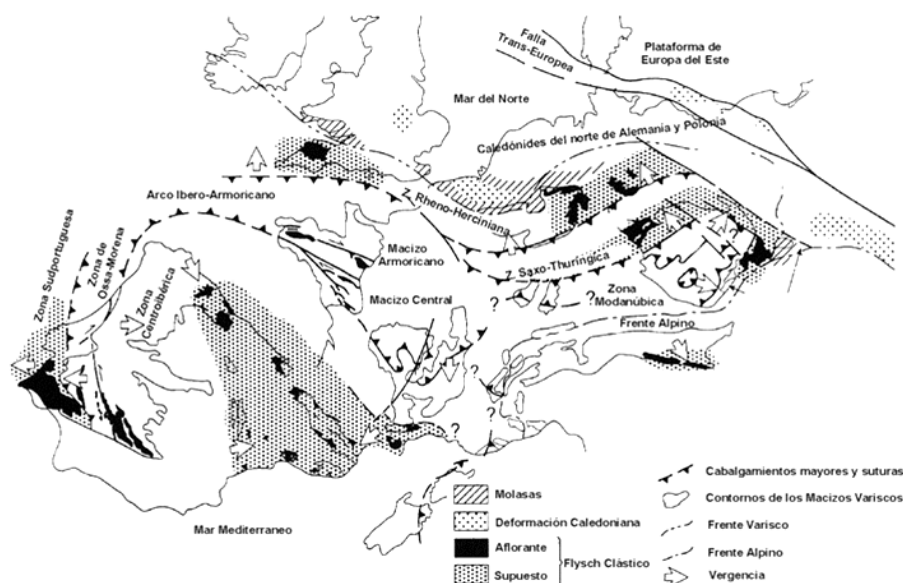 Falla
Trans-Europea
Plataforma de
Europa del Este
Mar del Norte
Caledónides del norte de Alemania y Polonia
Arco Ibero-Armoricano
Z. Rheno-Herciniana
Zona Sudportuguesa
Zona de
Ossa-Morena
Zona
Centroibérica
Macizo
Armoricano
Z. Saxo-Thuríngica
Macizo Central
?
?
Zona
Modanúbica
Frente Alpino
?
?
?
Mar Mediterraneo
Molasas
Deformación Caledoniana
Aflorante
Supuesto
Flysch Clástico
Cabalgamientos mayores y suturas
Contornos de los Macizos Variscos
Frente Varisco
Frente Alpino
Vergencia